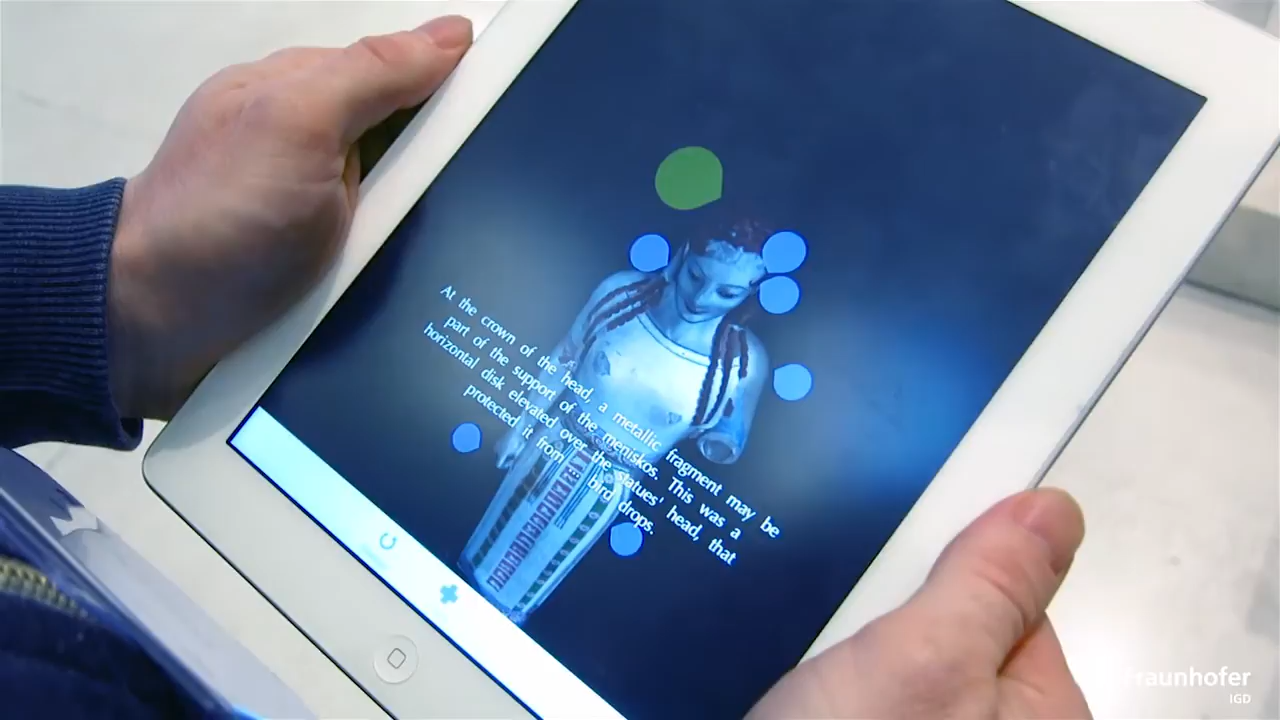 At the crown of the head, a metallic fragment may be
part of the support of the meniskos. This was a
horizontal disk elevated over the statues' head, that
protected it from ... bird drops.
Fraunhofer
IGD